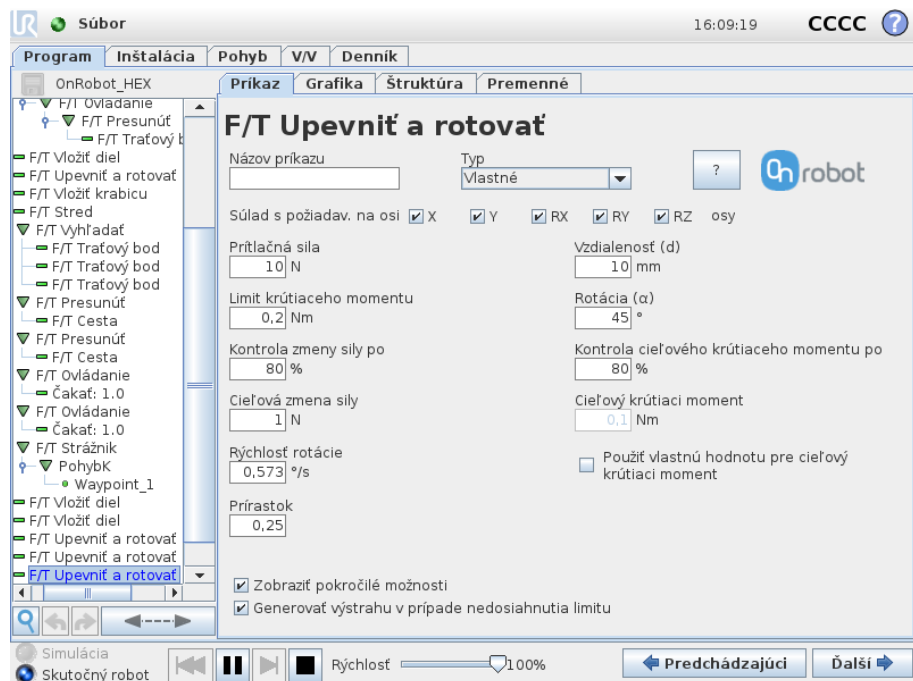 Súbor
16:09:19
CCCC
?
Program Inštalácia Pohyb V/V Denník
OnRobot_HEX
Príkaz Grafika Štruktúra Premenné
F/T Ovládanie
F/T Presunúť
F/T Traťový b
F/T Vložiť diel
F/T Upevniť a rotovať
F/T Vložiť krabicu
F/T Stred
F/T Vyhľadať
F/T Traťový bod
F/T Traťový bod
F/T Traťový bod
F/T Presunúť
F/T Cesta
F/T Presunúť
F/T Cesta
F/T Ovládanie
Čakať: 1.0
F/T Ovládanie
Čakať: 1.0
F/T Strážnik
PohybK
Waypoint_1
F/T Vložiť diel
F/T Vložiť diel
F/T Upevniť a rotovať
F/T Upevniť a rotovať
F/T Upevniť a rotovať
F/T Upevniť a rotovať
Názov príkazu
Typ
Vlastné
?
On robot
Súlad s požiadav. na osi X Y RX RY RZ osy
Prítlačná sila
10 N
Vzdialenosť (d)
10 mm
Limit krútiaceho momentu
0,2 Nm
Rotácia (α)
45 °
Kontrola zmeny sily po
80 %
Kontrola cieľového krútiaceho momentu po
80 %
Cieľová zmena sily
1 N
Cieľový krútiaci moment
0,1 Nm
Rýchlosť rotácie
0,573 °/s
Použiť vlastnú hodnotu pre cieľový
krútiaci moment
Prírastok
0,25
Zobraziť pokročilé možnosti
Generovať výstrahu v prípade nedosiahnutia limitu
Simulácia
Skutočný robot
Rýchlosť 100%
Predchádzajúci
Ďalší